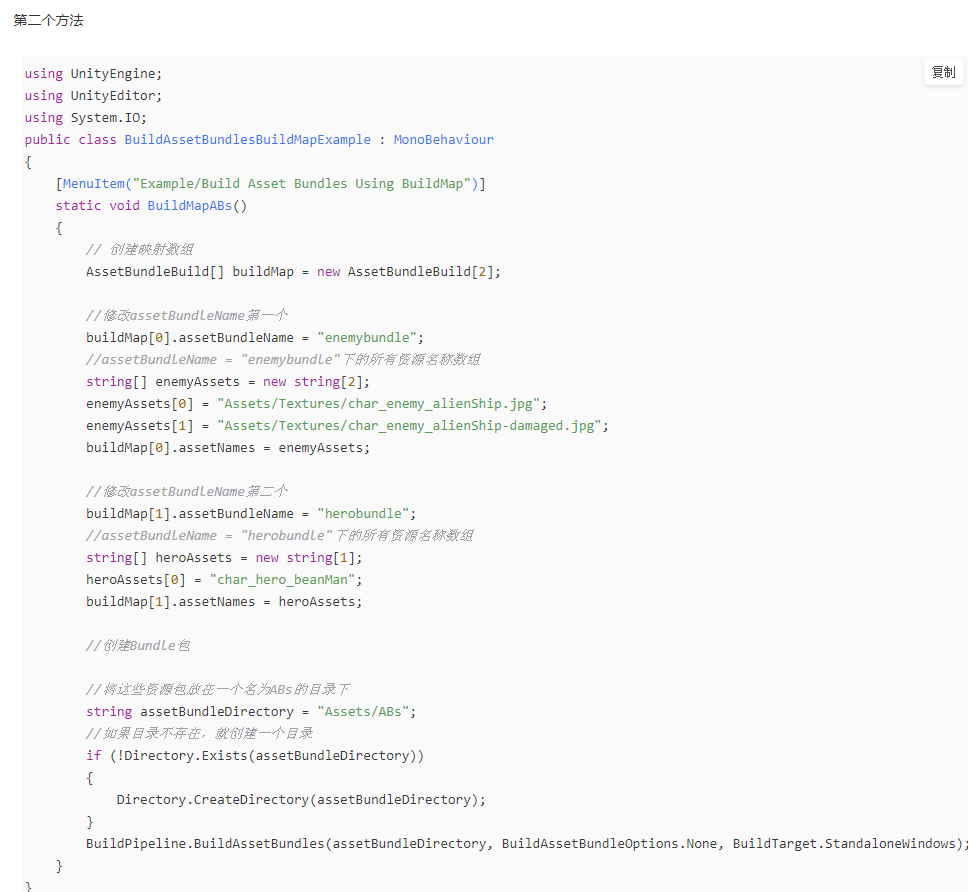 第二个方法
复制
using UnityEngine;
using UnityEditor;
using System.IO;
public class BuildAssetBundlesBuildMapExample : MonoBehaviour
{
    [MenuItem("Example/Build Asset Bundles Using BuildMap")]
    static void BuildMapABs()
    {
        // 创建映射数组
        AssetBundleBuild[] buildMap = new AssetBundleBuild[2];
        //修改assetBundleName第一个
        buildMap[0].assetBundleName = "enemybundle";
        //assetBundleName = "enemybundle"下的所有资源名称数组
        string[] enemyAssets = new string[2];
        enemyAssets[0] = "Assets/Textures/char_enemy_alienShip.jpg";
        enemyAssets[1] = "Assets/Textures/char_enemy_alienShip-damaged.jpg";
        buildMap[0].assetNames = enemyAssets;
        //修改assetBundleName第二个
        buildMap[1].assetBundleName = "herobundle";
        //assetBundleName = "herobundle"下的所有资源名称数组
        string[] heroAssets = new string[1];
        heroAssets[0] = "char_hero_beanMan";
        buildMap[1].assetNames = heroAssets;
        //创建Bundle包
        //将这些资源包放在一个名为ABs的目录下
        string assetBundleDirectory = "Assets/ABs";
        //如果目录不存在，就创建一个目录
        if (!Directory.Exists(assetBundleDirectory))
        {
            Directory.CreateDirectory(assetBundleDirectory);
        }
        BuildPipeline.BuildAssetBundles(assetBundleDirectory, BuildAssetBundleOptions.None, BuildTarget.StandaloneWindows);
    }
}